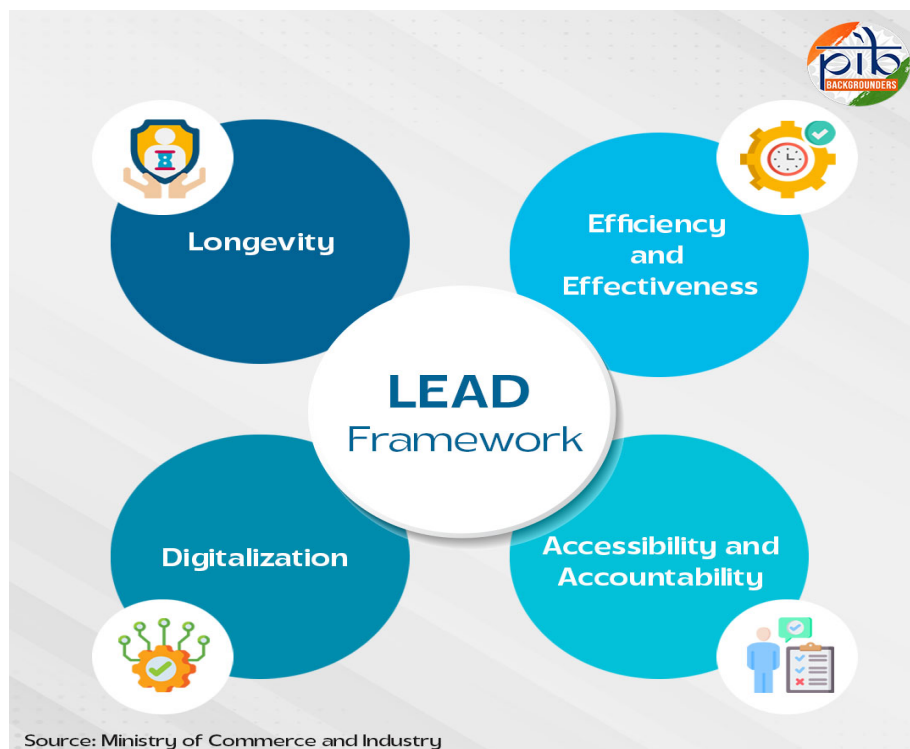 pib
BACKGROUNDERS
Longevity
Efficiency
and
Effectiveness
LEAD
Framework
Digitalization
Accessibility and
Accountability
Source: Ministry of Commerce and Industry